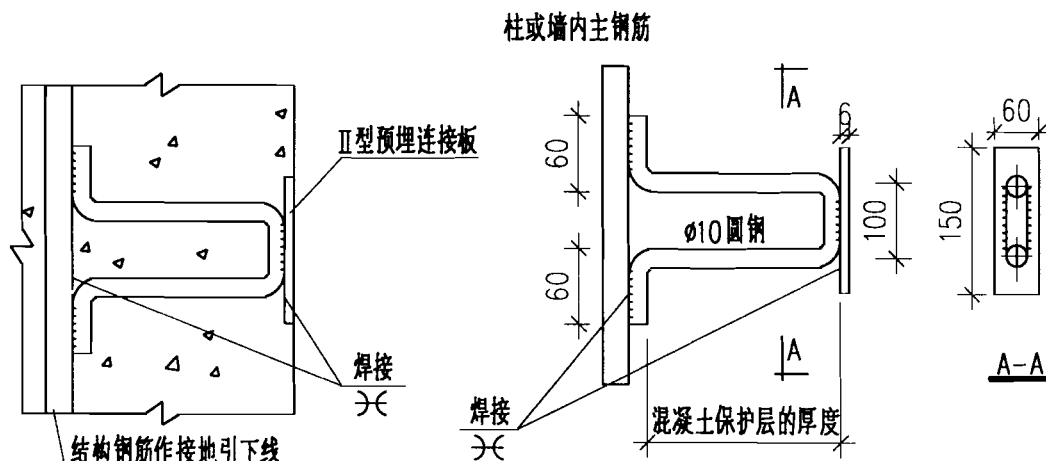 柱或墙内主钢筋
Ⅱ型预埋连接板
焊接
结构钢筋作接地引下线
A
6
60
60
ø10圆钢
100
150
60
A
焊接
混凝土保护层的厚度
A-A